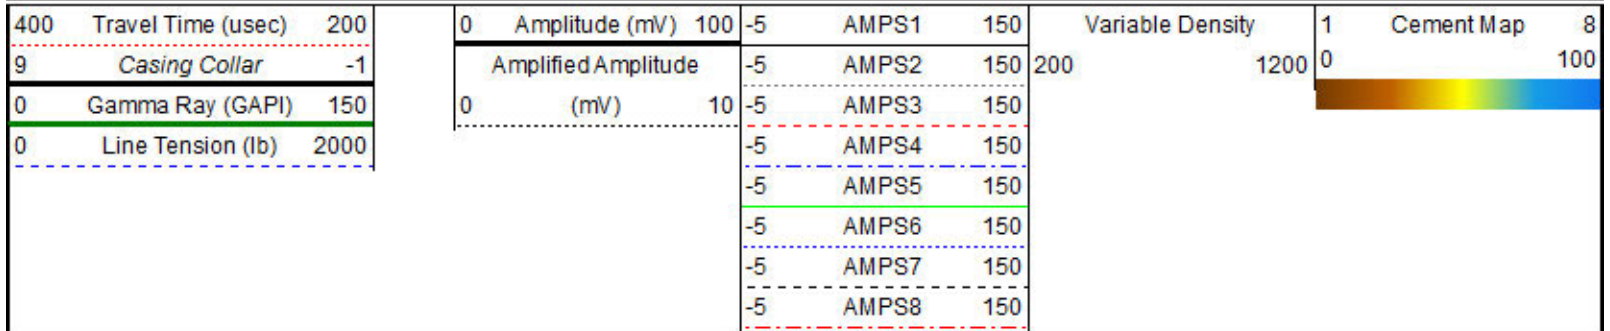 400 Travel Time (usec) 200
9 Casing Collar -1
0 Gamma Ray (GAPI) 150
0 Line Tension (lb) 2000
0 Amplitude (mV) 100
Amplified Amplitude
0 (mV) 10
-5 AMPS1 150
-5 AMPS2 150
-5 AMPS3 150
-5 AMPS4 150
-5 AMPS5 150
-5 AMPS6 150
-5 AMPS7 150
-5 AMPS8 150
Variable Density
200 1200
1 Cement Map 8
0 100